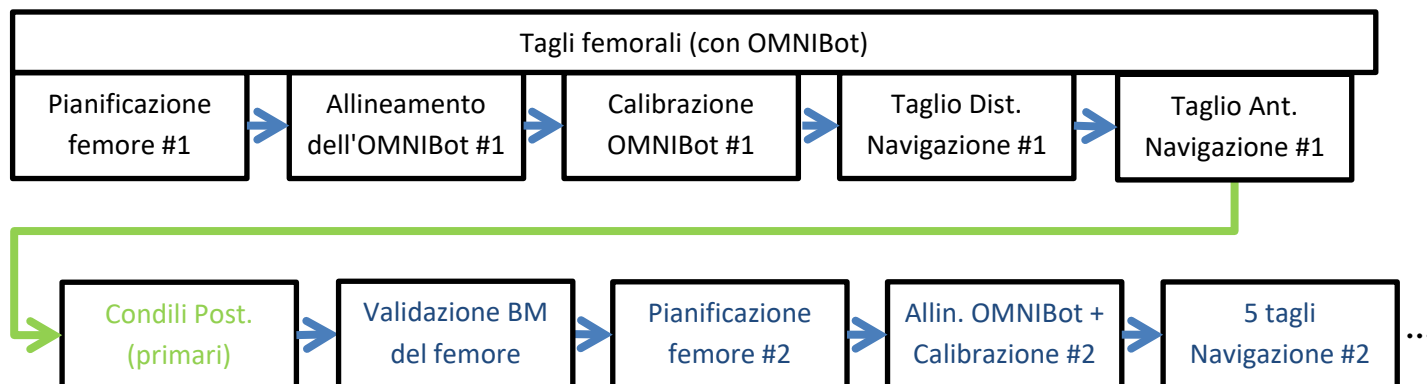 Tagli femorali (con OMNIBot)
Pianificazione
femore #1
Allineamento
dell'OMNIBot #1
Calibrazione
OMNIBot #1
Taglio Dist.
Navigazione #1
Taglio Ant.
Navigazione #1
Condili Post.
(primari)
Validazione BM
del femore
Pianificazione
femore #2
Allin. OMNIBot +
Calibrazione #2
5 tagli
Navigazione #2
...